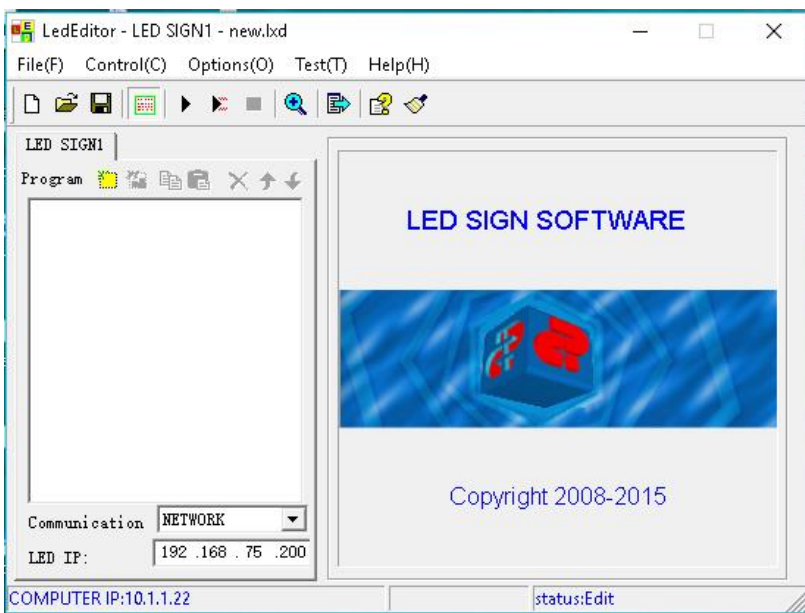 LedEditor - LED SIGN1 - new.lxd
File(F) Control(C) Options(O) Test(T) Help(H)
LED SIGN1
Program
LED SIGN SOFTWARE
Copyright 2008-2015
Communication NETWORK
LED IP: 192 .168 . 75 .200
COMPUTER IP:10.1.1.22 status:Edit